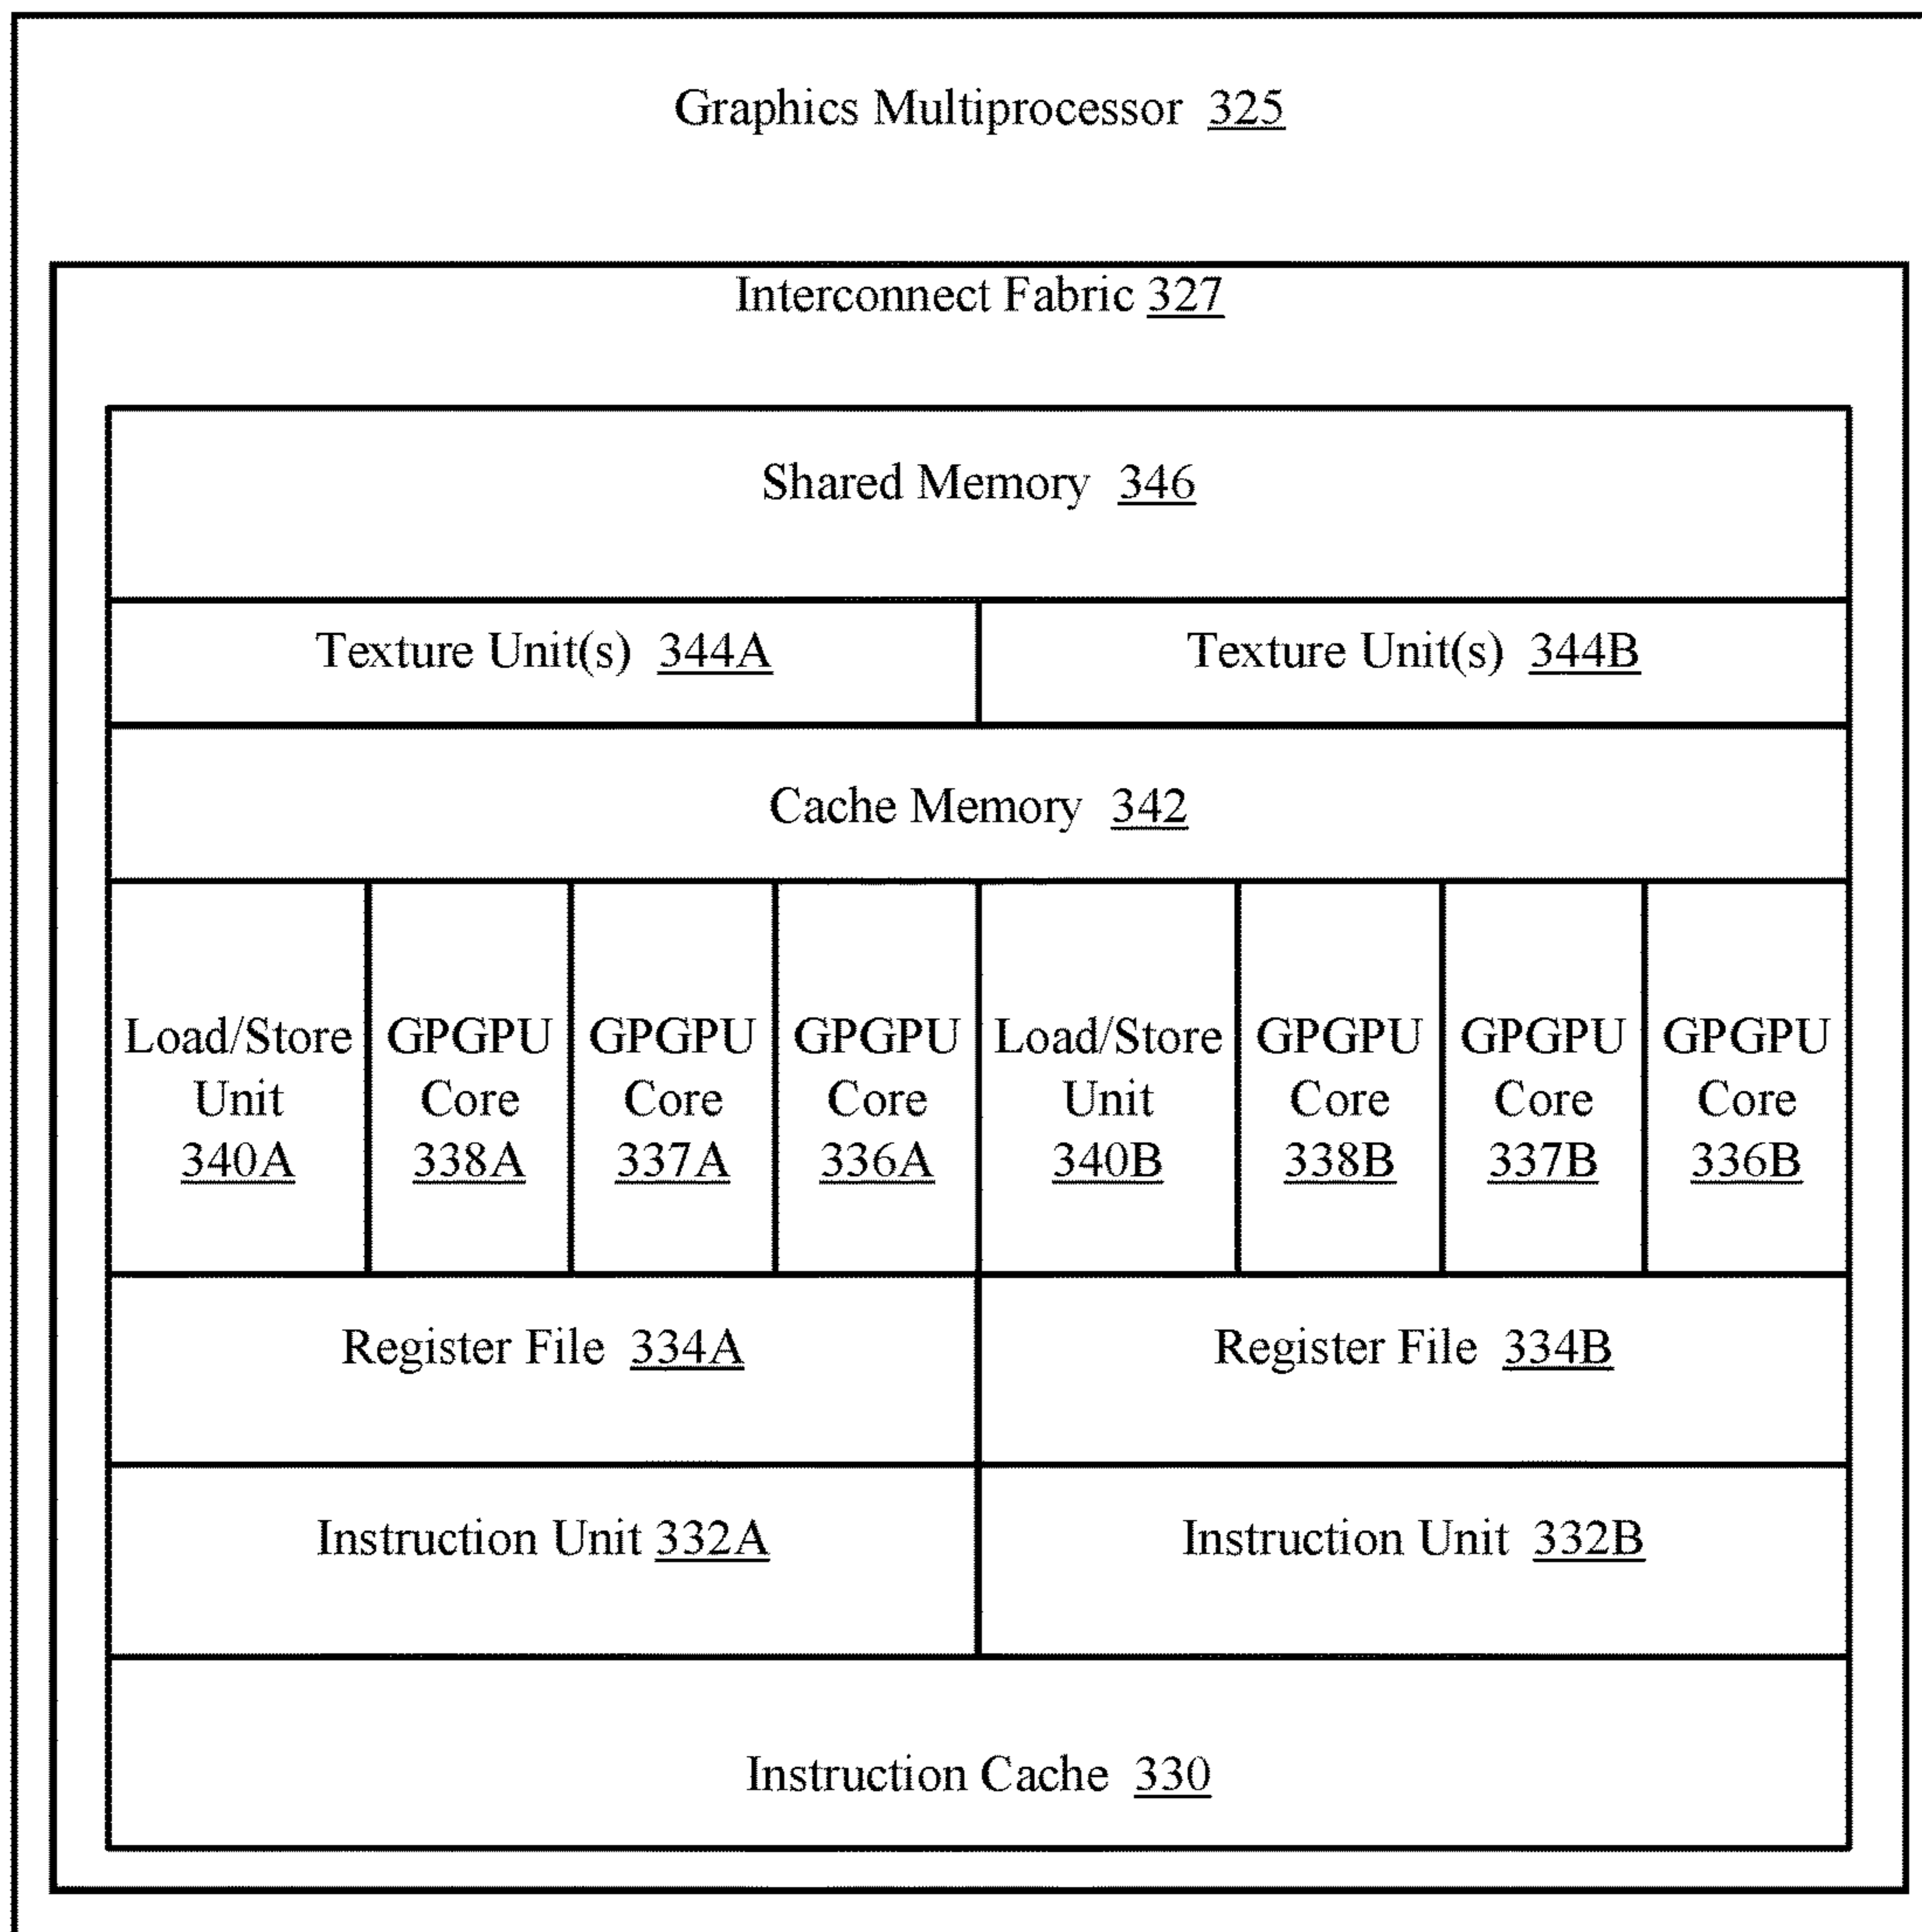 Graphics Multiprocessor 325
Interconnect Fabric 327
Shared Memory 346
Texture Unit(s) 344A
Texture Unit(s) 344B
Cache Memory 342
Load/Store
Unit
340A
GPGPU
Core
338A
GPGPU
Core
337A
GPGPU
Core
336A
Load/Store
Unit
340B
GPGPU
Core
338B
GPGPU
Core
337B
GPGPU
Core
336B
Register File 334A
Register File 334B
Instruction Unit 332A
Instruction Unit 332B
Instruction Cache 330